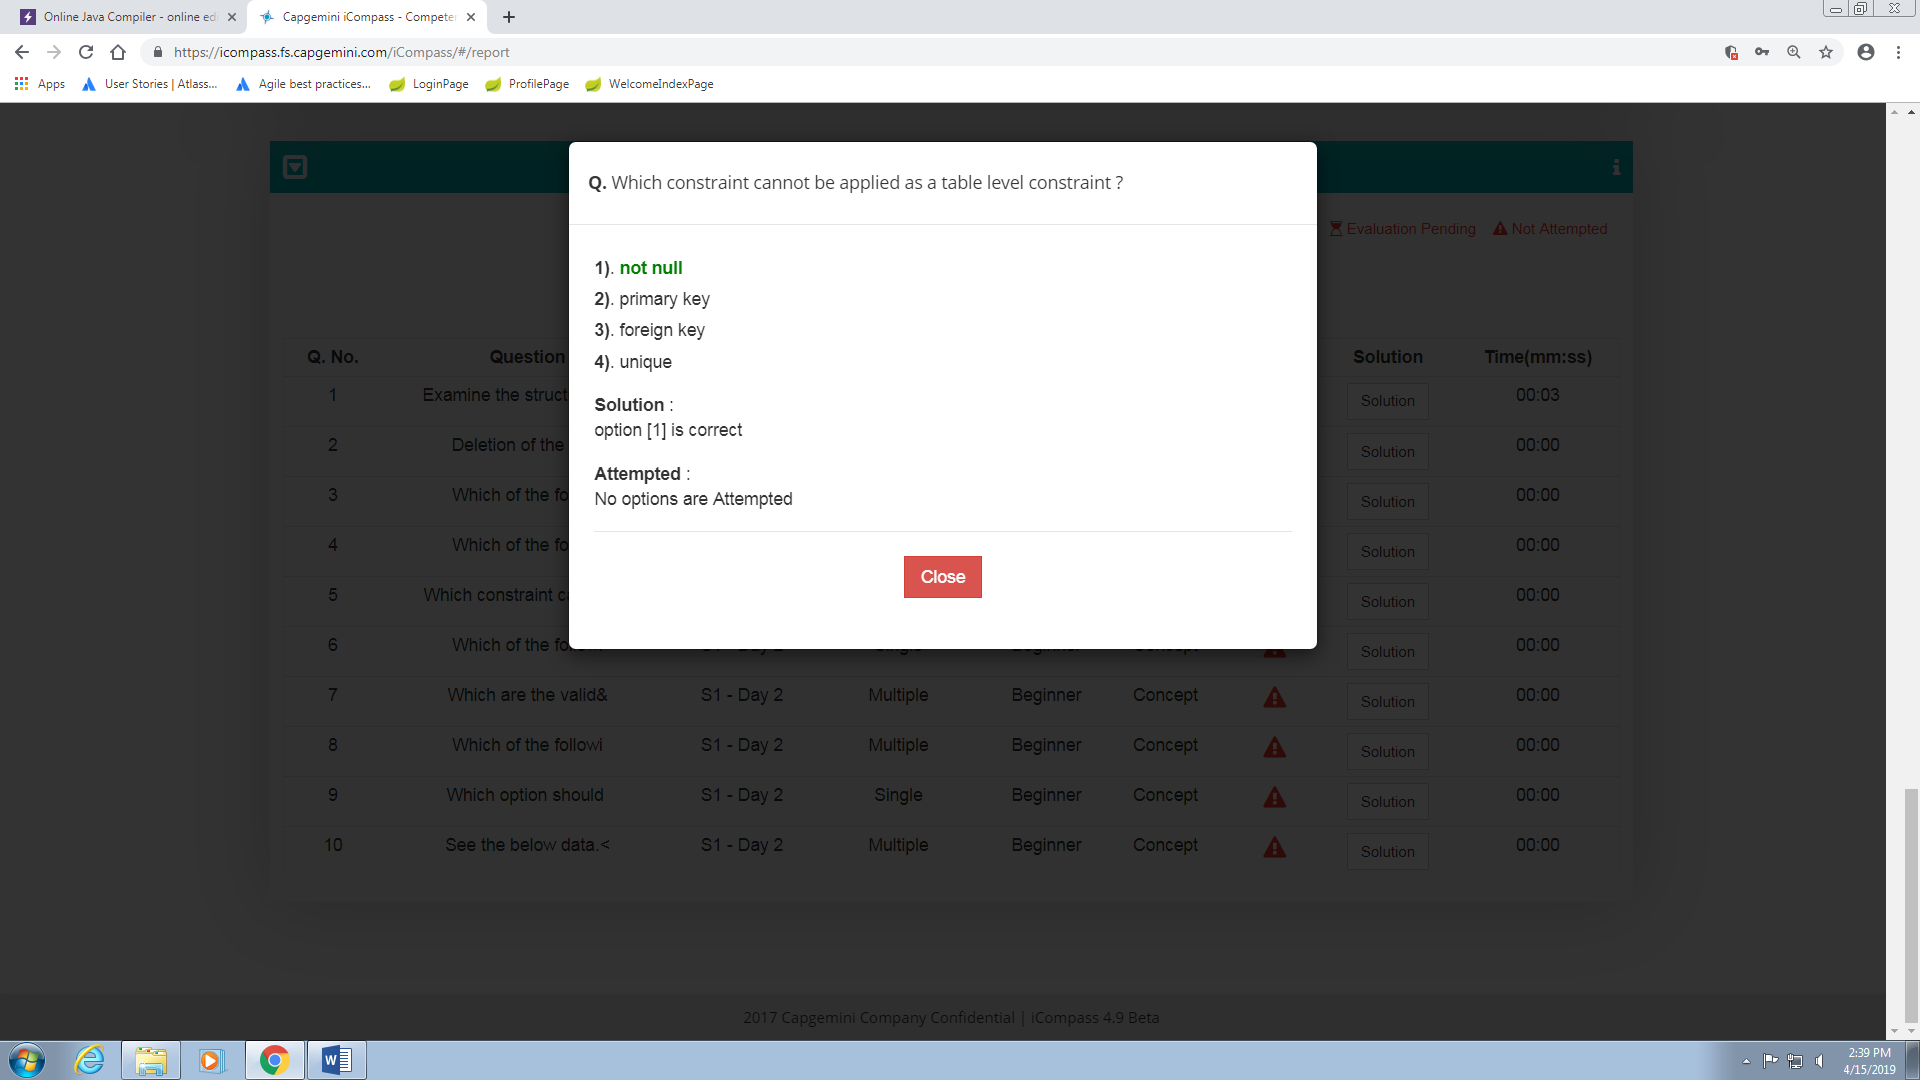 Online Java Compiler - online ed
Capgemini iCompass - Competer
https://icompass.fs.capgemini.com/iCompass/#/report
Apps
User Stories | Atlass...
Agile best practices...
LoginPage
ProfilePage
WelcomeIndexPage
Q. Which constraint cannot be applied as a table level constraint ?
Evaluation Pending
Not Attempted
1). not null
2). primary key
3). foreign key
4). unique
Solution :
option [1] is correct
Attempted :
No options are Attempted
Close
Q. No. Question Solution Time(mm:ss)
1 Examine the struct Solution 00:03
2 Deletion of the Solution 00:00
3 Which of the fo Solution 00:00
4 Which of the fo Solution 00:00
5 Which constraint c Solution 00:00
6 Which of the fo Solution 00:00
7 Which are the valid& S1 - Day 2 Multiple Beginner Concept Solution 00:00
8 Which of the followi S1 - Day 2 Multiple Beginner Concept Solution 00:00
9 Which option should S1 - Day 2 Single Beginner Concept Solution 00:00
10 See the below data.< S1 - Day 2 Multiple Beginner Concept Solution 00:00
2017 Capgemini Company Confidential | iCompass 4.9 Beta
2:39 PM
4/15/2019